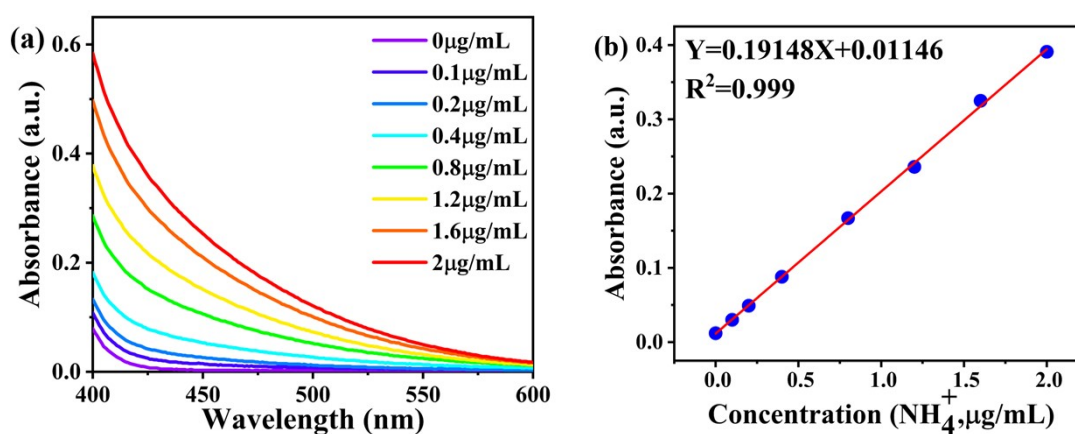 (a)
0.6
0.4
0.2
0.0
Absorbance (a.u.)
0μg/mL
0.1μg/mL
0.2μg/mL
0.4μg/mL
0.8μg/mL
1.2μg/mL
1.6μg/mL
2μg/mL
400 450 500 550 600
Wavelength (nm)
(b)
Y=0.19148X+0.01146
R²=0.999
0.4
0.3
0.2
0.1
0.0
Absorbance (a.u.)
0.0 0.5 1.0 1.5 2.0
Concentration (NH₄⁺,μg/mL)